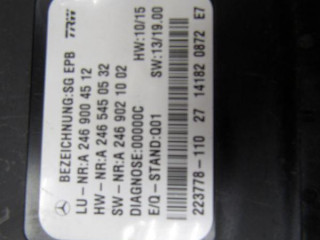 TRW
BEZEICHNUNG:SG EPB
LU-NR:A 246 900 45 12
HW-NR:A 246 545 05 32 HW:10/15
SW-NR:A 246 902 10 02 SW:13/19.00
DIAGNOSE:00000C
E/Q-STAND:Q01
223778-110 27 14182 0872 E7